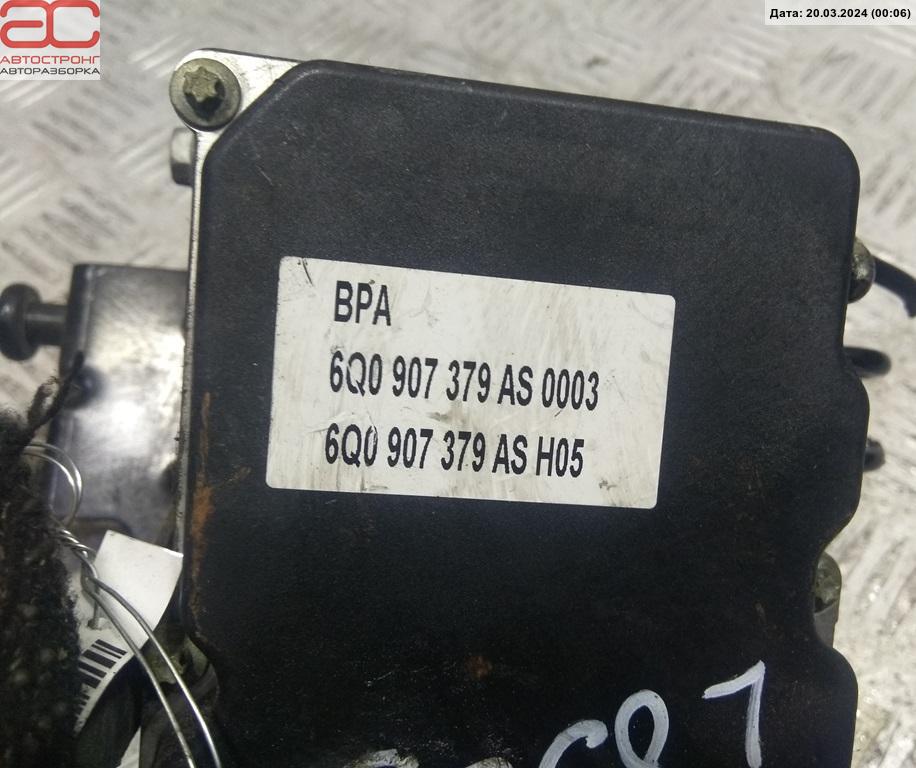 Дата: 20.03.2024 (00:06)
АВТОСТРОНГ
АВТОРАЗБОРКА
BPA
6Q0 907 379 AS 0003
6Q0 907 379 AS H05